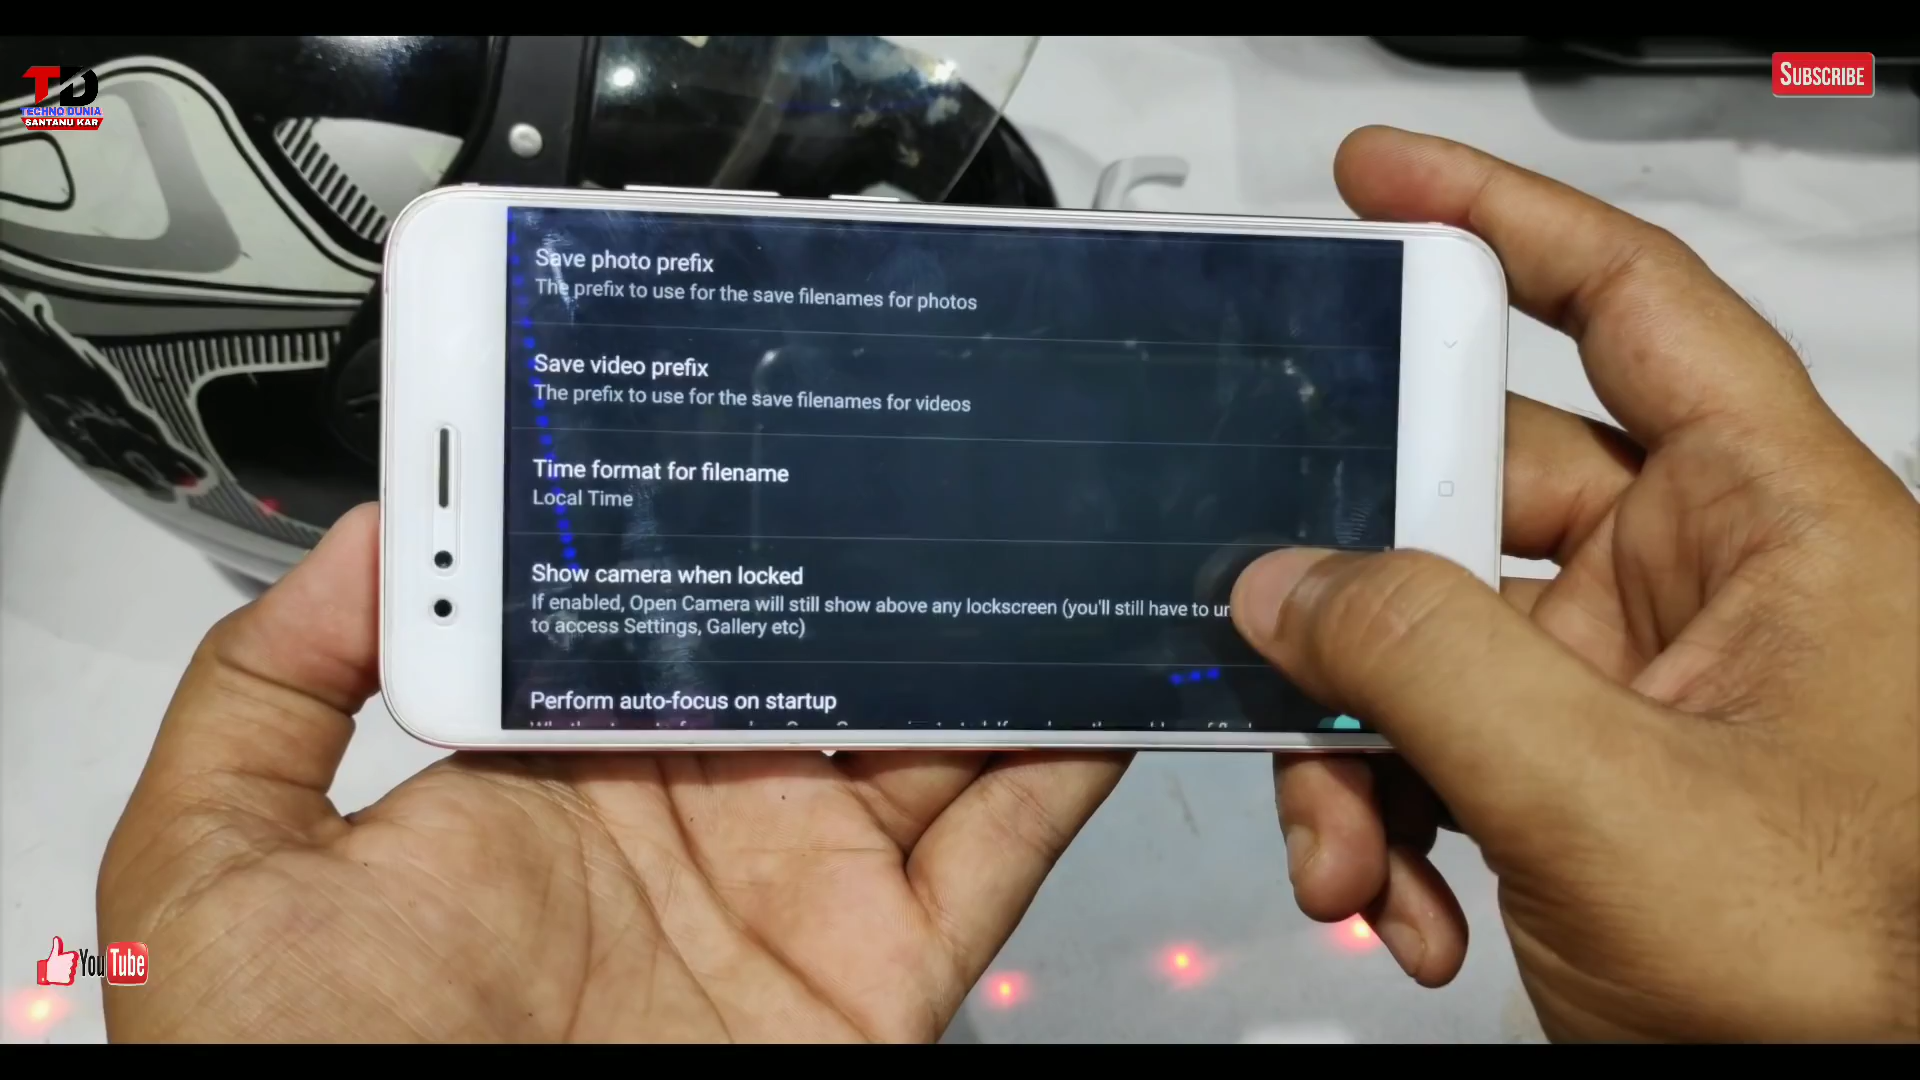 TD
TECHNO DUNIA
SANTANU KAR
SUBSCRIBE
Save photo prefix
The prefix to use for the save filenames for photos
Save video prefix
The prefix to use for the save filenames for videos
Time format for filename
Local Time
Show camera when locked
If enabled, Open Camera will still show above any lockscreen (you'll still have to
to access Settings, Gallery etc)
Perform auto-focus on startup
YouTube